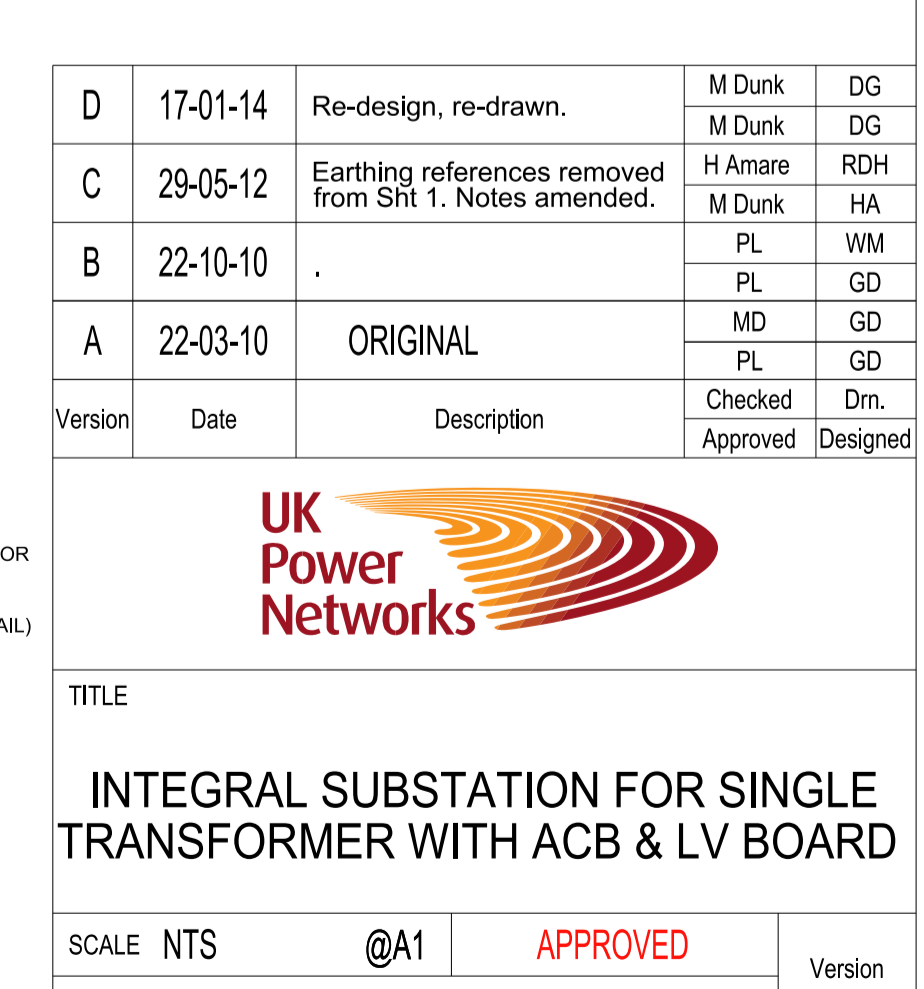 D 17-01-14 Re-design, re-drawn. M Dunk DG
M Dunk DG
C 29-05-12 Earthing references removed H Amare RDH
from Sht 1. Notes amended. M Dunk HA
B 22-10-10 . PL WM
PL GD
A 22-03-10 ORIGINAL MD GD
PL GD
Version Date Description Checked Drn.
Approved Designed
UK
Power
Networks
OR
AIL)
TITLE
INTEGRAL SUBSTATION FOR SINGLE
TRANSFORMER WITH ACB & LV BOARD
SCALE NTS @A1 APPROVED Version